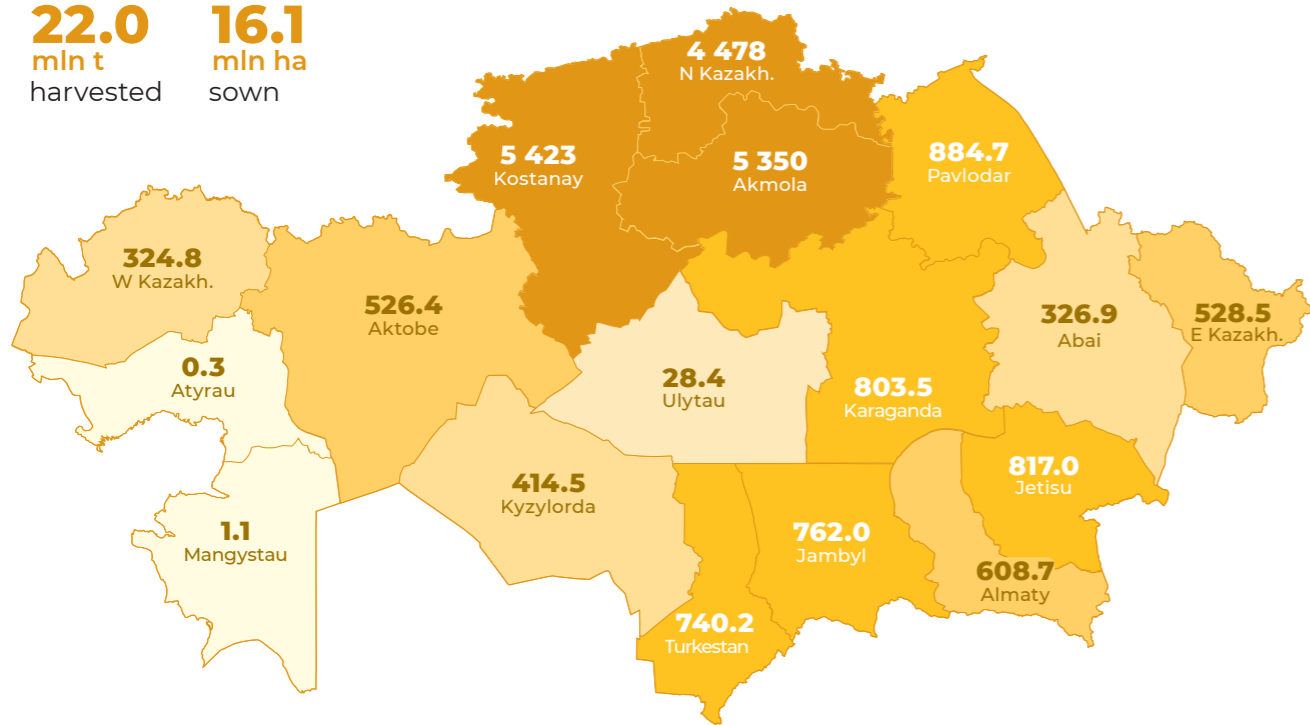 22.0
mln t
harvested
16.1
mln ha
sown
4 478
N Kazakh.
5 423
Kostanay
5 350
Akmola
884.7
Pavlodar
324.8
W Kazakh.
526.4
Aktobe
326.9
Abai
528.5
E Kazakh.
0.3
Atyrau
28.4
Ulytau
803.5
Karaganda
414.5
Kyzylorda
817.0
Jetisu
1.1
Mangystau
762.0
Jambyl
608.7
Almaty
740.2
Turkestan